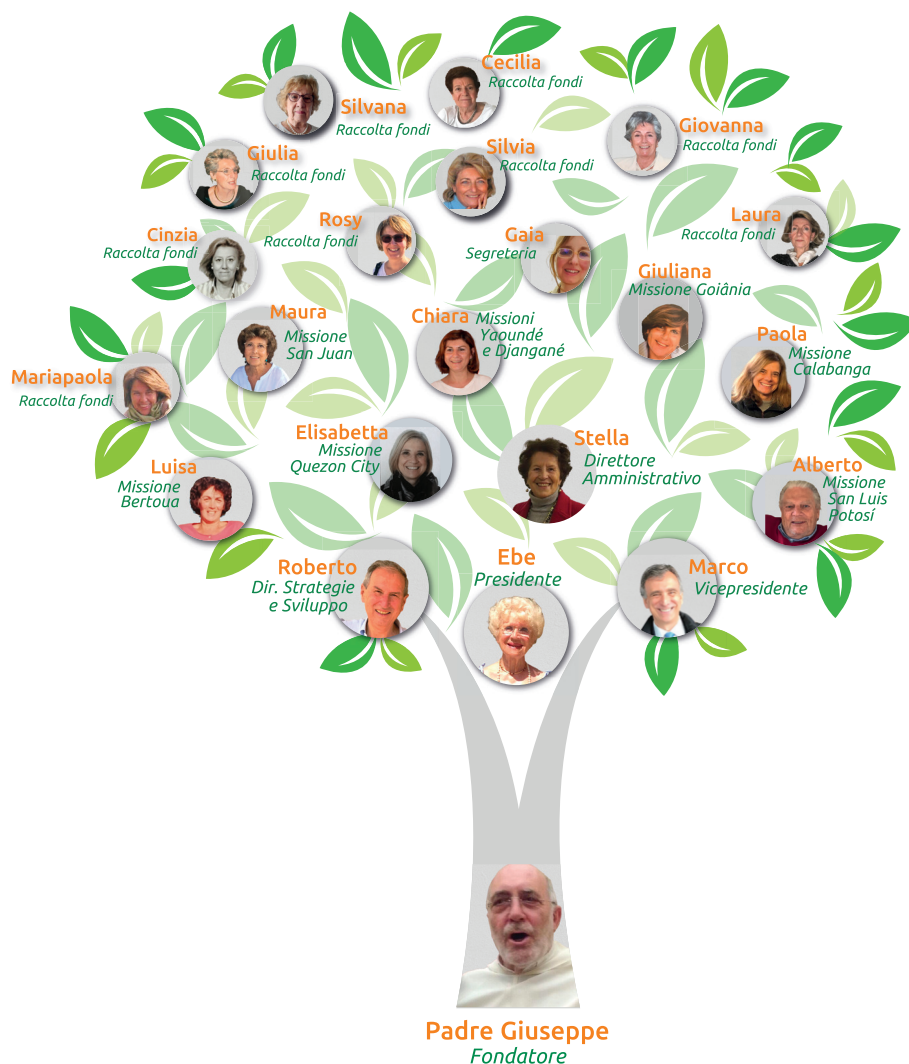 Cecilia
Raccolta fondi
Silvana
Raccolta fondi
Giovanna
Raccolta fondi
Giulia
Raccolta fondi
Silvia
Raccolta fondi
Laura
Raccolta fondi
Rosy
Raccolta fondi
Cinzia
Raccolta fondi
Gaia
Segreteria
Giuliana
Missione Goiânia
Maura
Missione
San Juan
Chiara
Missioni
Yaoundé
e Djangané
Paola
Missione
Calabanga
Mariapaola
Raccolta fondi
Elisabetta
Missione
Quezon City
Stella
Direttore
Amministrativo
Luisa
Missione
Bertoua
Alberto
Missione
San Luis
Potosí
Roberto
Dir. Strategie
e Sviluppo
Ebe
Presidente
Marco
Vicepresidente
Padre Giuseppe
Fondatore